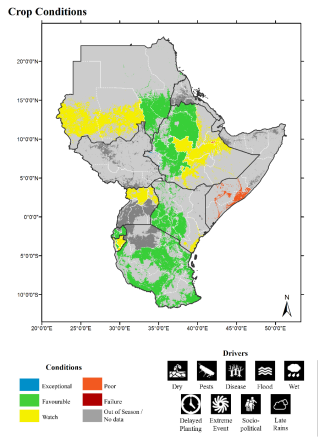 Crop Conditions
20°0'0"N
15°0'0"N
10°0'0"N
5°0'0"N
0°0'0"
5°0'0"S
10°0'0"S
N
20°0'0"E 25°0'0"E 30°0'0"E 35°0'0"E 40°0'0"E 45°0'0"E 50°0'0"E
Conditions
Exceptional
Favourable
Watch
Poor
Failure
Out of Season /
No data
Drivers
Dry Pests Disease Flood Wet
Delayed Planting
Extreme Event
Socio-political
Late Rains